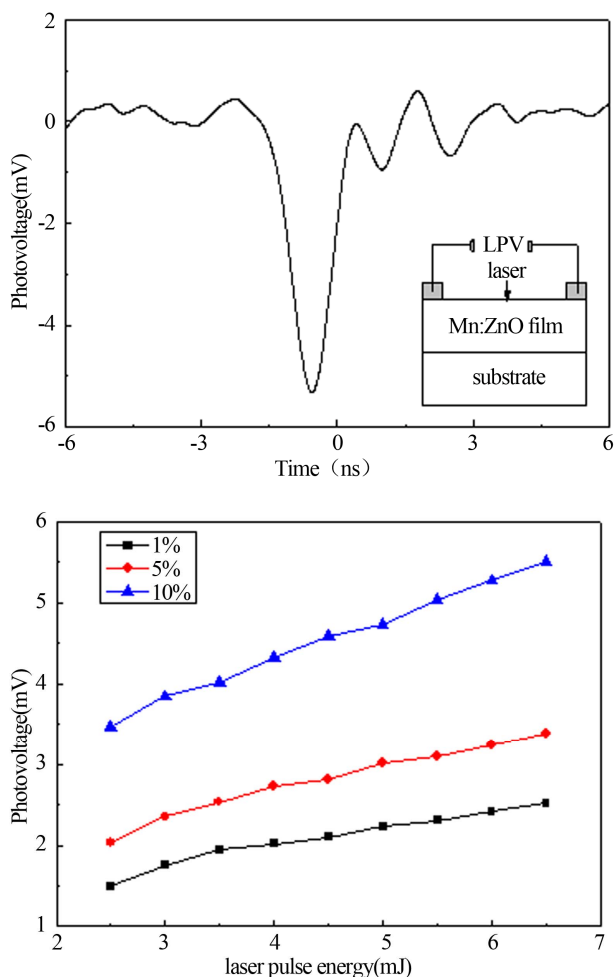 2
0
-2
-4
-6
Photovoltage(mV)
LPV
laser
Mn:ZnO film
substrate
-6 -3 0 3 6
Time（ns）
6
5
4
3
2
1
Photovoltage(mV)
1%
5%
10%
2 3 4 5 6 7
laser pulse energy(mJ)